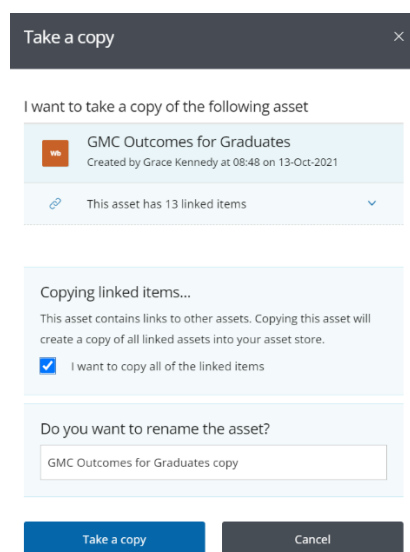 Take a copy
I want to take a copy of the following asset
Wb
GMC Outcomes for Graduates
Created by Grace Kennedy at 08:48 on 13-Oct-2021
This asset has 13 linked items
Copying linked items...
This asset contains links to other assets. Copying this asset will
create a copy of all linked assets into your asset store.
I want to copy all of the linked items
Do you want to rename the asset?
GMC Outcomes for Graduates copy
Take a copy
Cancel